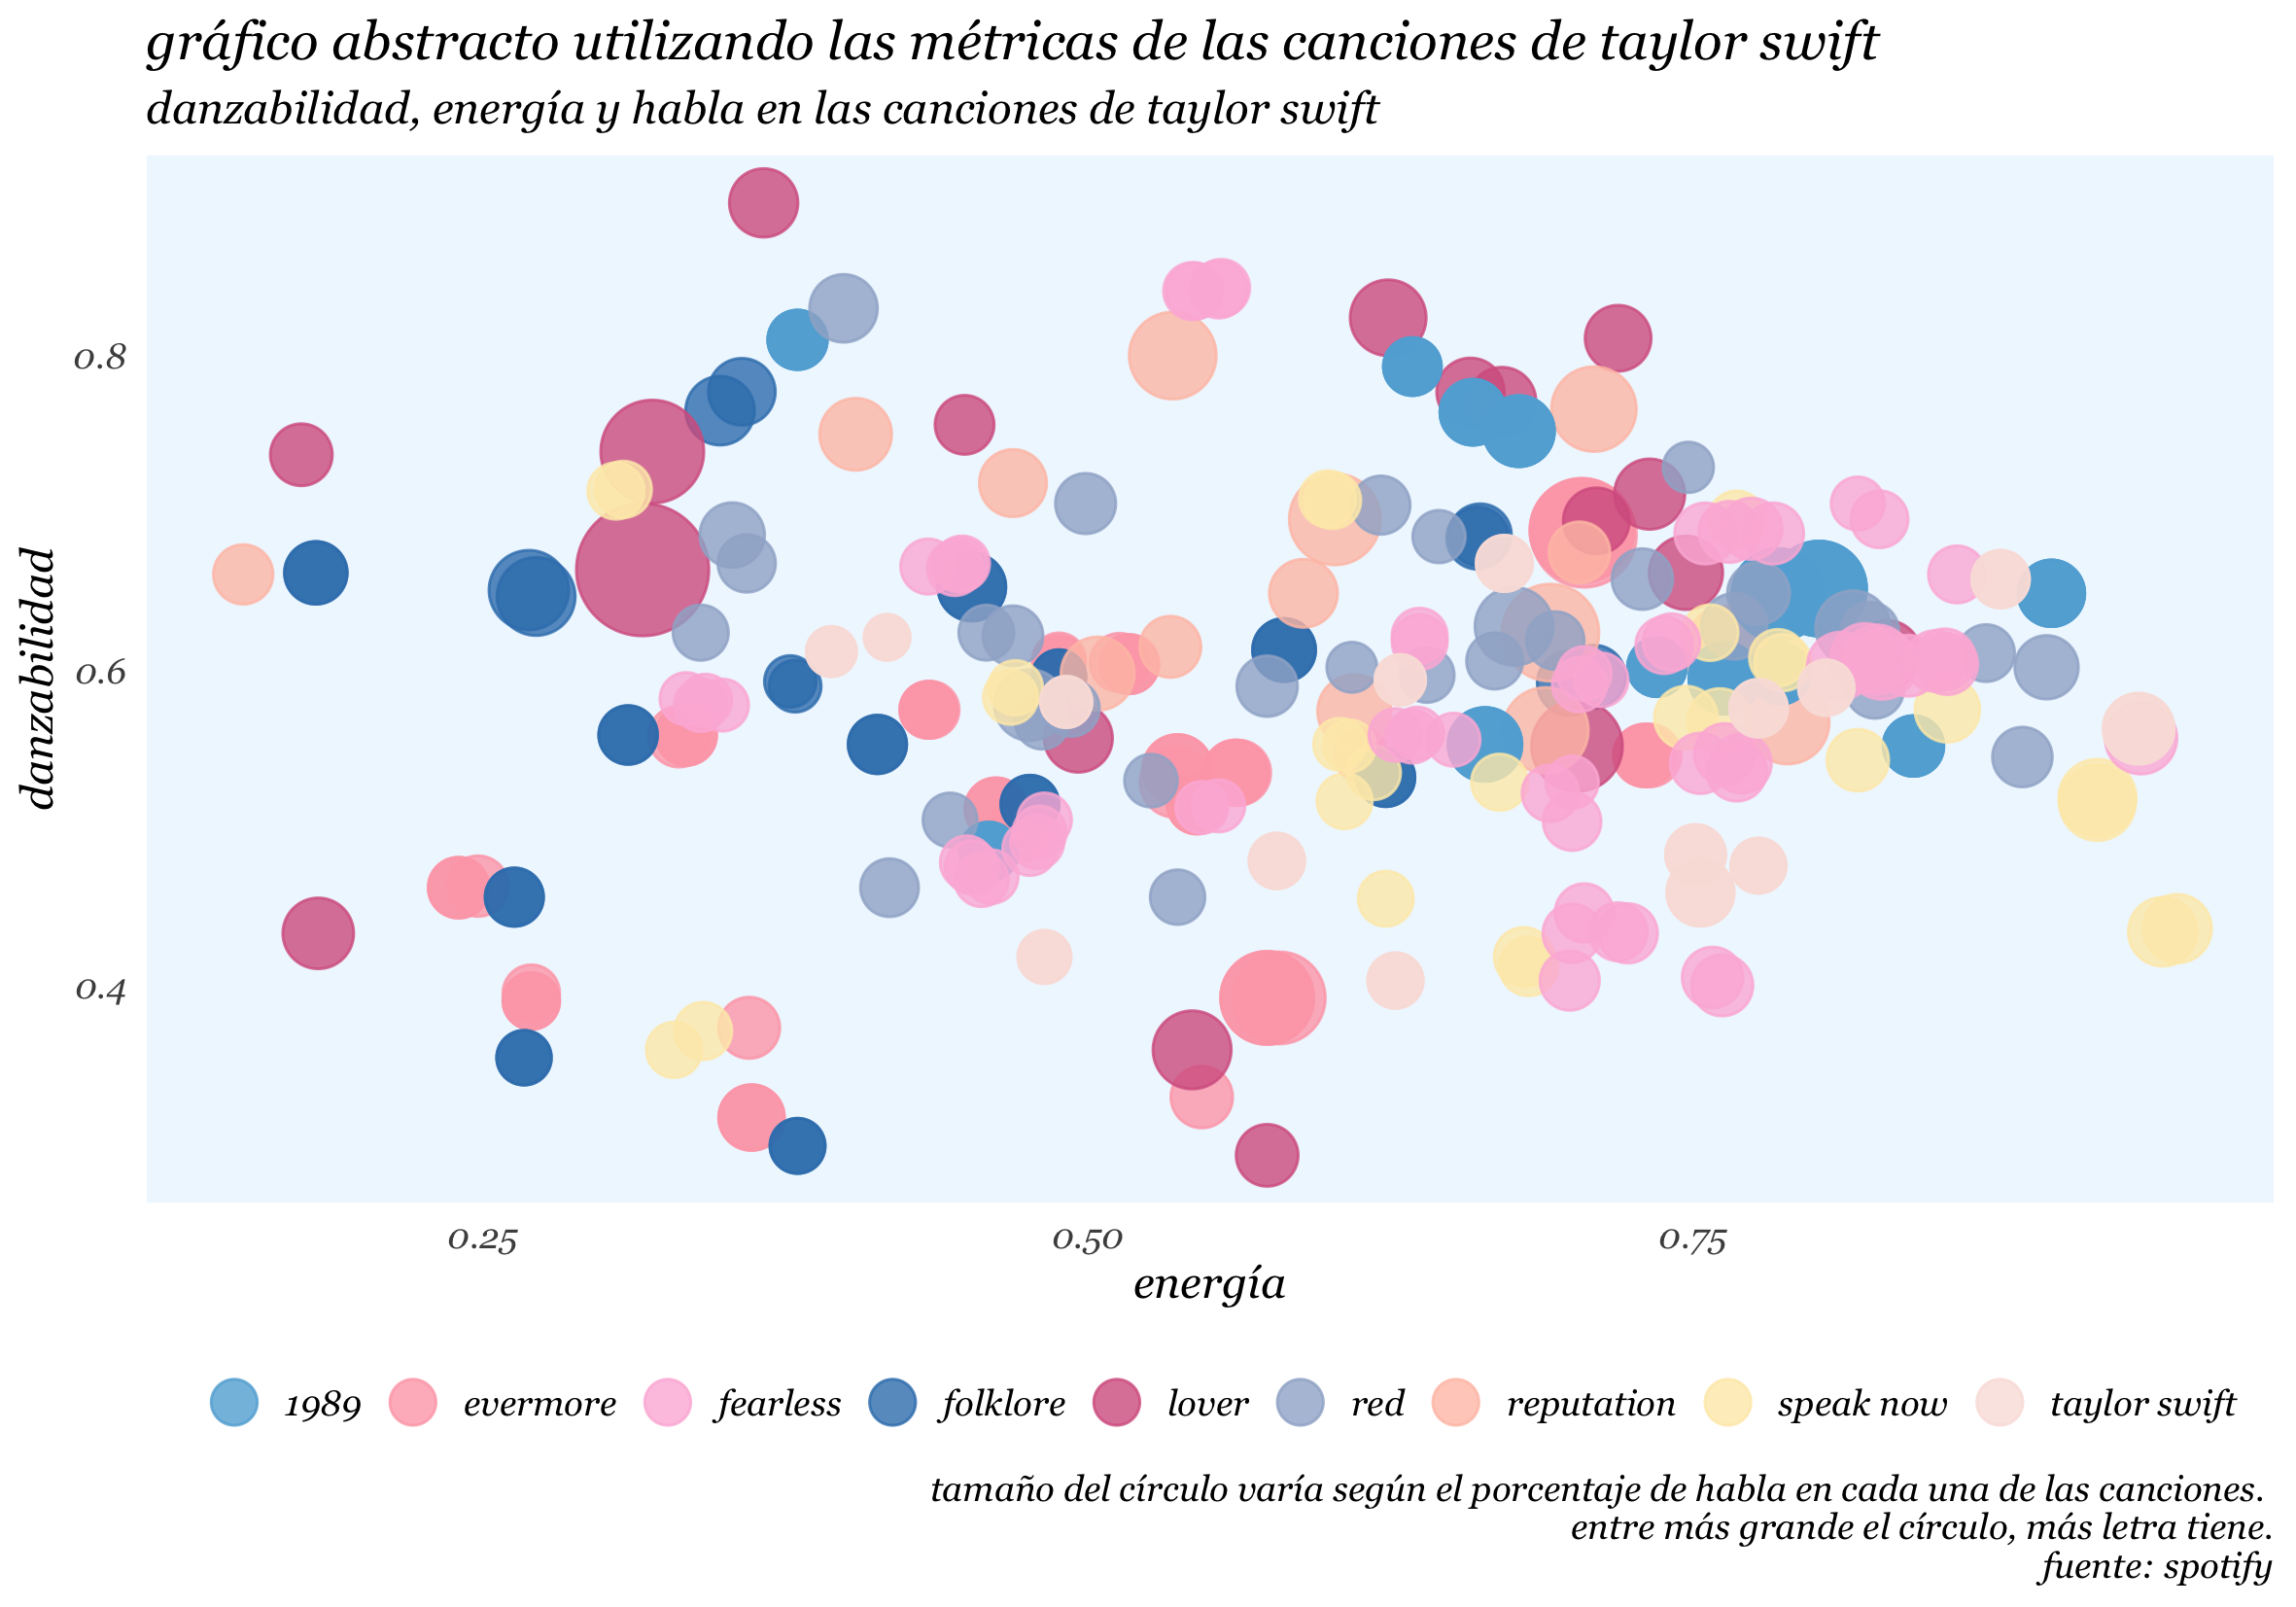 gráfico abstracto utilizando las métricas de las canciones de taylor swift
danzabilidad, energía y habla en las canciones de taylor swift
danzabilidad
0.8
0.6
0.4
0.25 0.50 0.75
energía
1989 evermore fearless folklore lover red reputation speak now taylor swift
tamaño del círculo varía según el porcentaje de habla en cada una de las canciones.
entre más grande el círculo, más letra tiene.
fuente: spotify